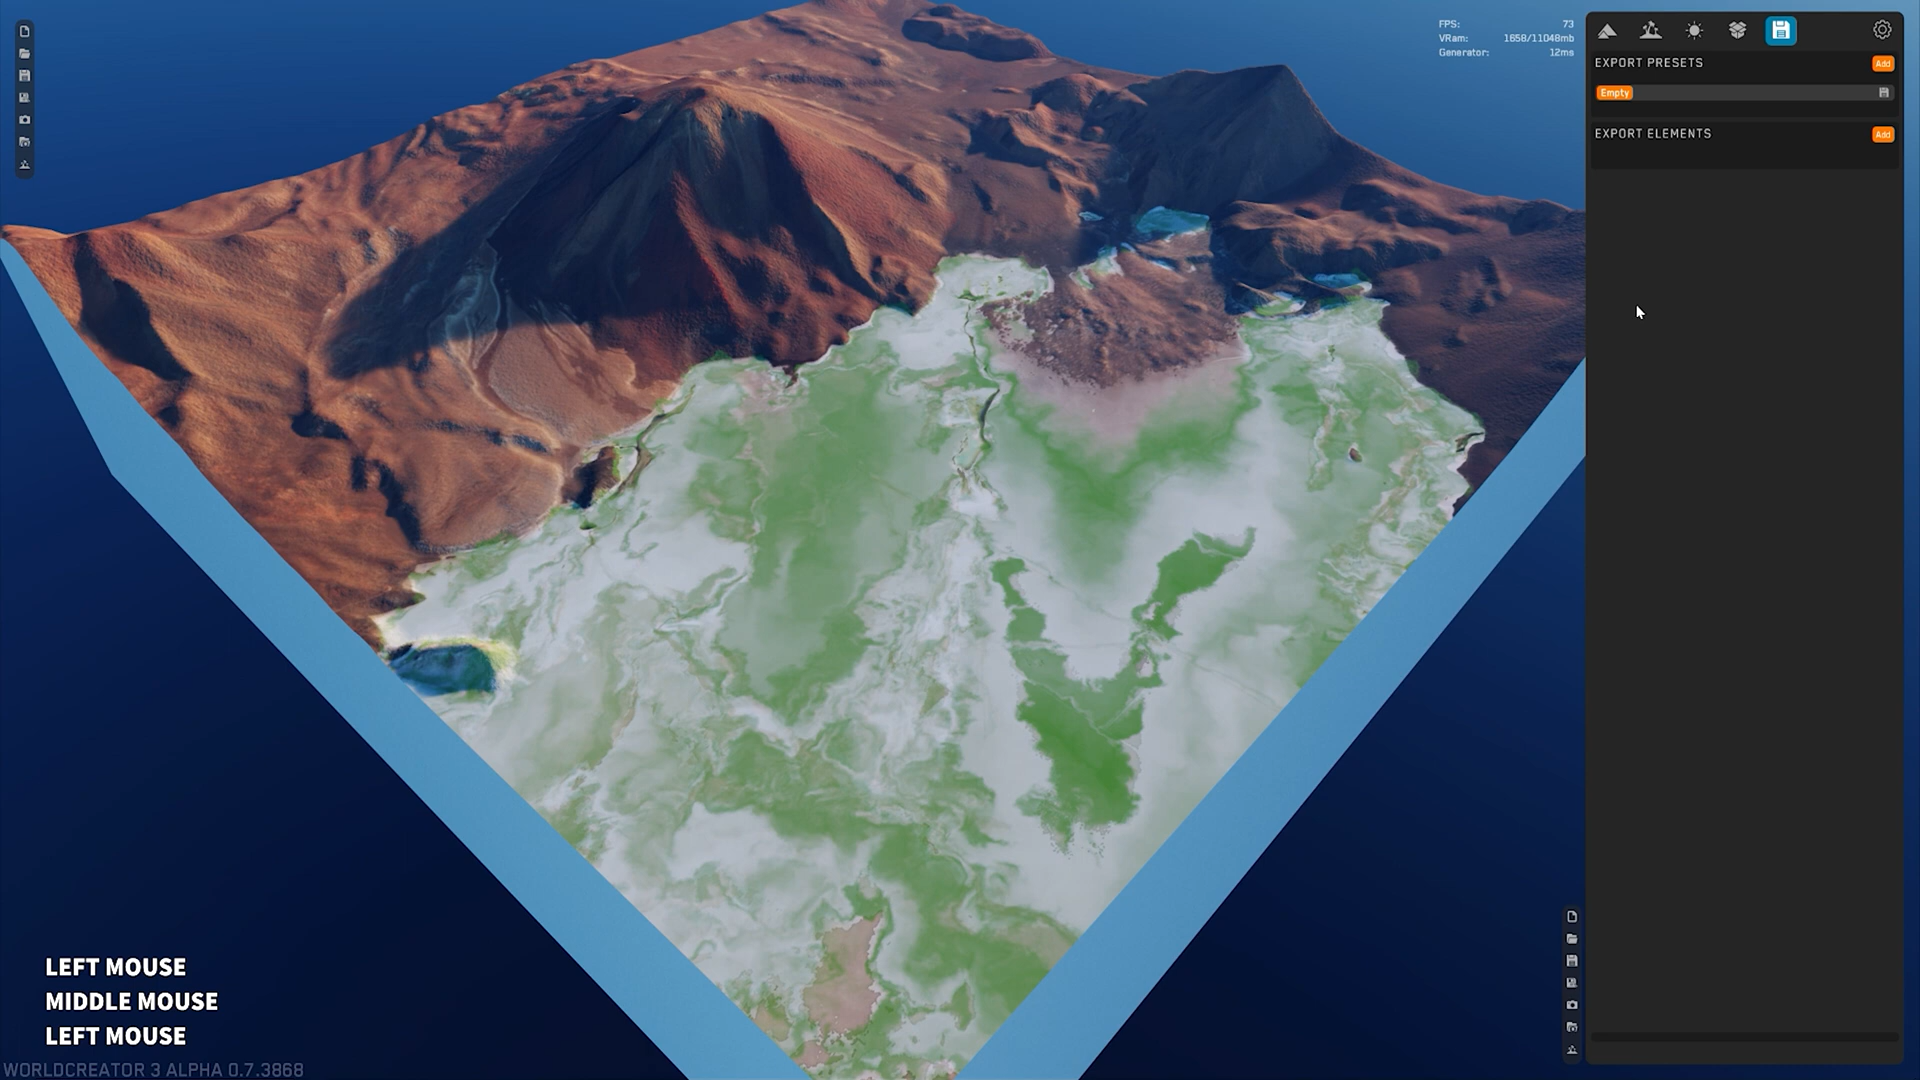 FPS: 73
VRam: 1658/11048mb
Generator: 12ms
EXPORT PRESETS Add
Empty
EXPORT ELEMENTS Add
LEFT MOUSE
MIDDLE MOUSE
LEFT MOUSE
WORLDCREATOR 3 ALPHA 0.7.3868